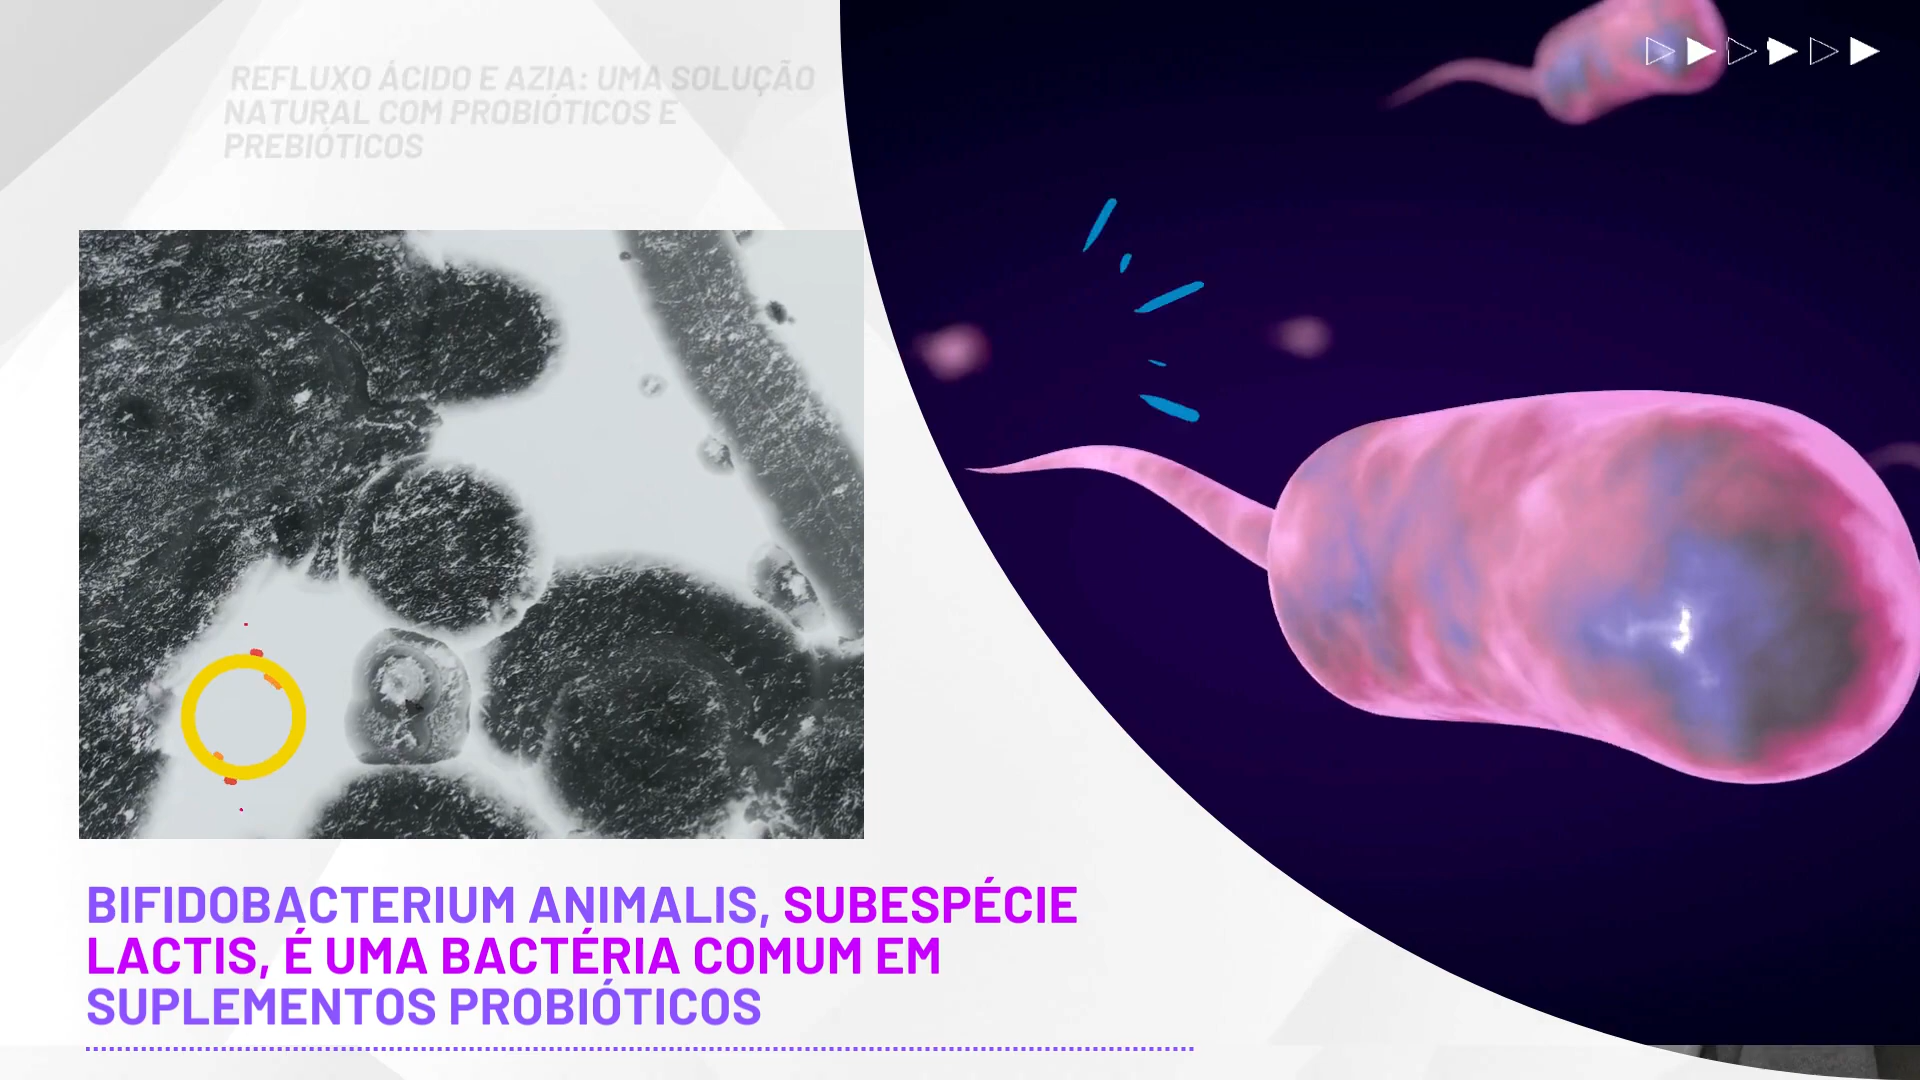 REFLUXO ÁCIDO E AZIA: UMA SOLUÇÃO
NATURAL COM PROBIÓTICOS E
PREBIÓTICOS
BIFIDOBACTERIUM ANIMALIS, SUBESPÉCIE
LACTIS, É UMA BACTÉRIA COMUM EM
SUPLEMENTOS PROBIÓTICOS